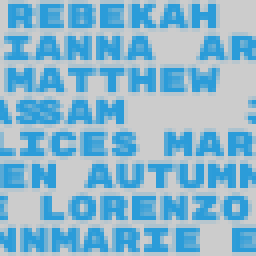 REBEKAH
IANNA AR
MATTHEW
ASSAM
LICES MAR
EN AUTUMN
LORENZO
NNMARIE E